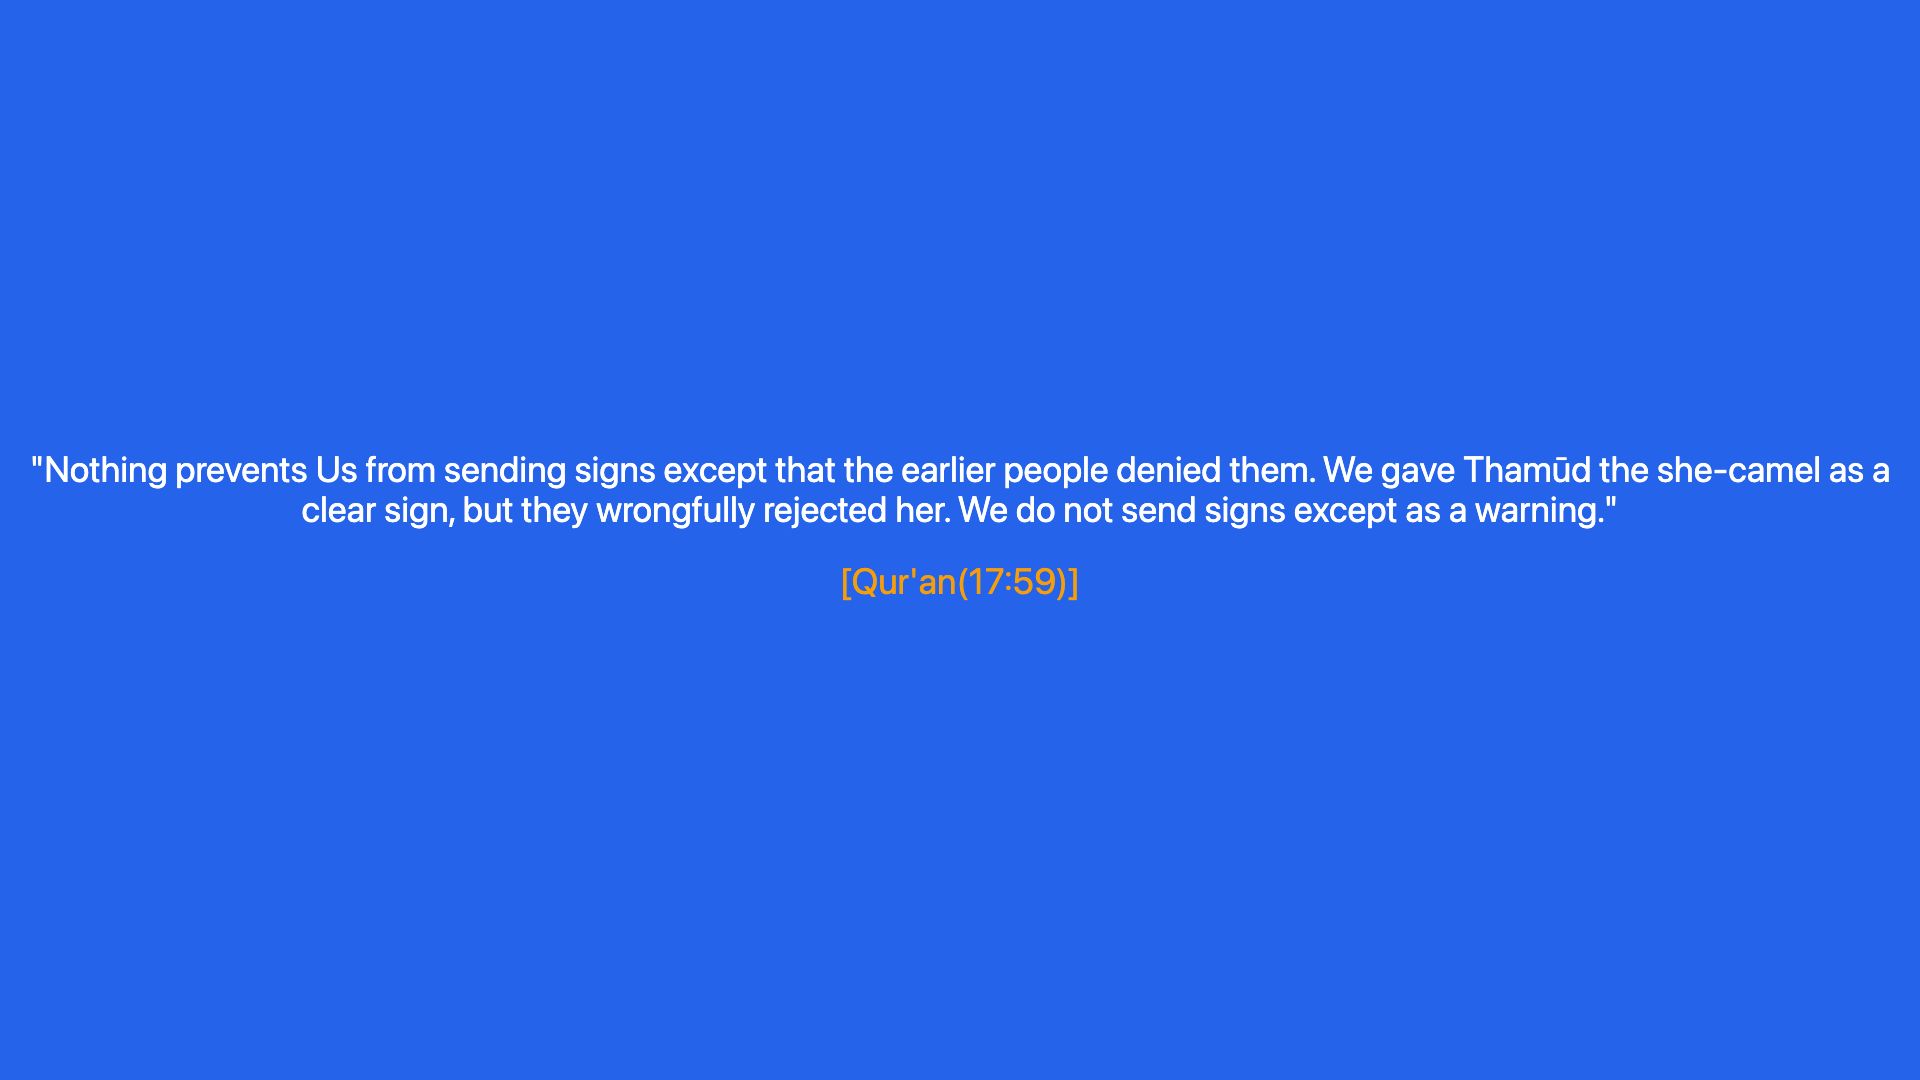 "Nothing prevents Us from sending signs except that the earlier people denied them. We gave Thamūd the she-camel as a
clear sign, but they wrongfully rejected her. We do not send signs except as a warning."
[Qur'an(17:59)]